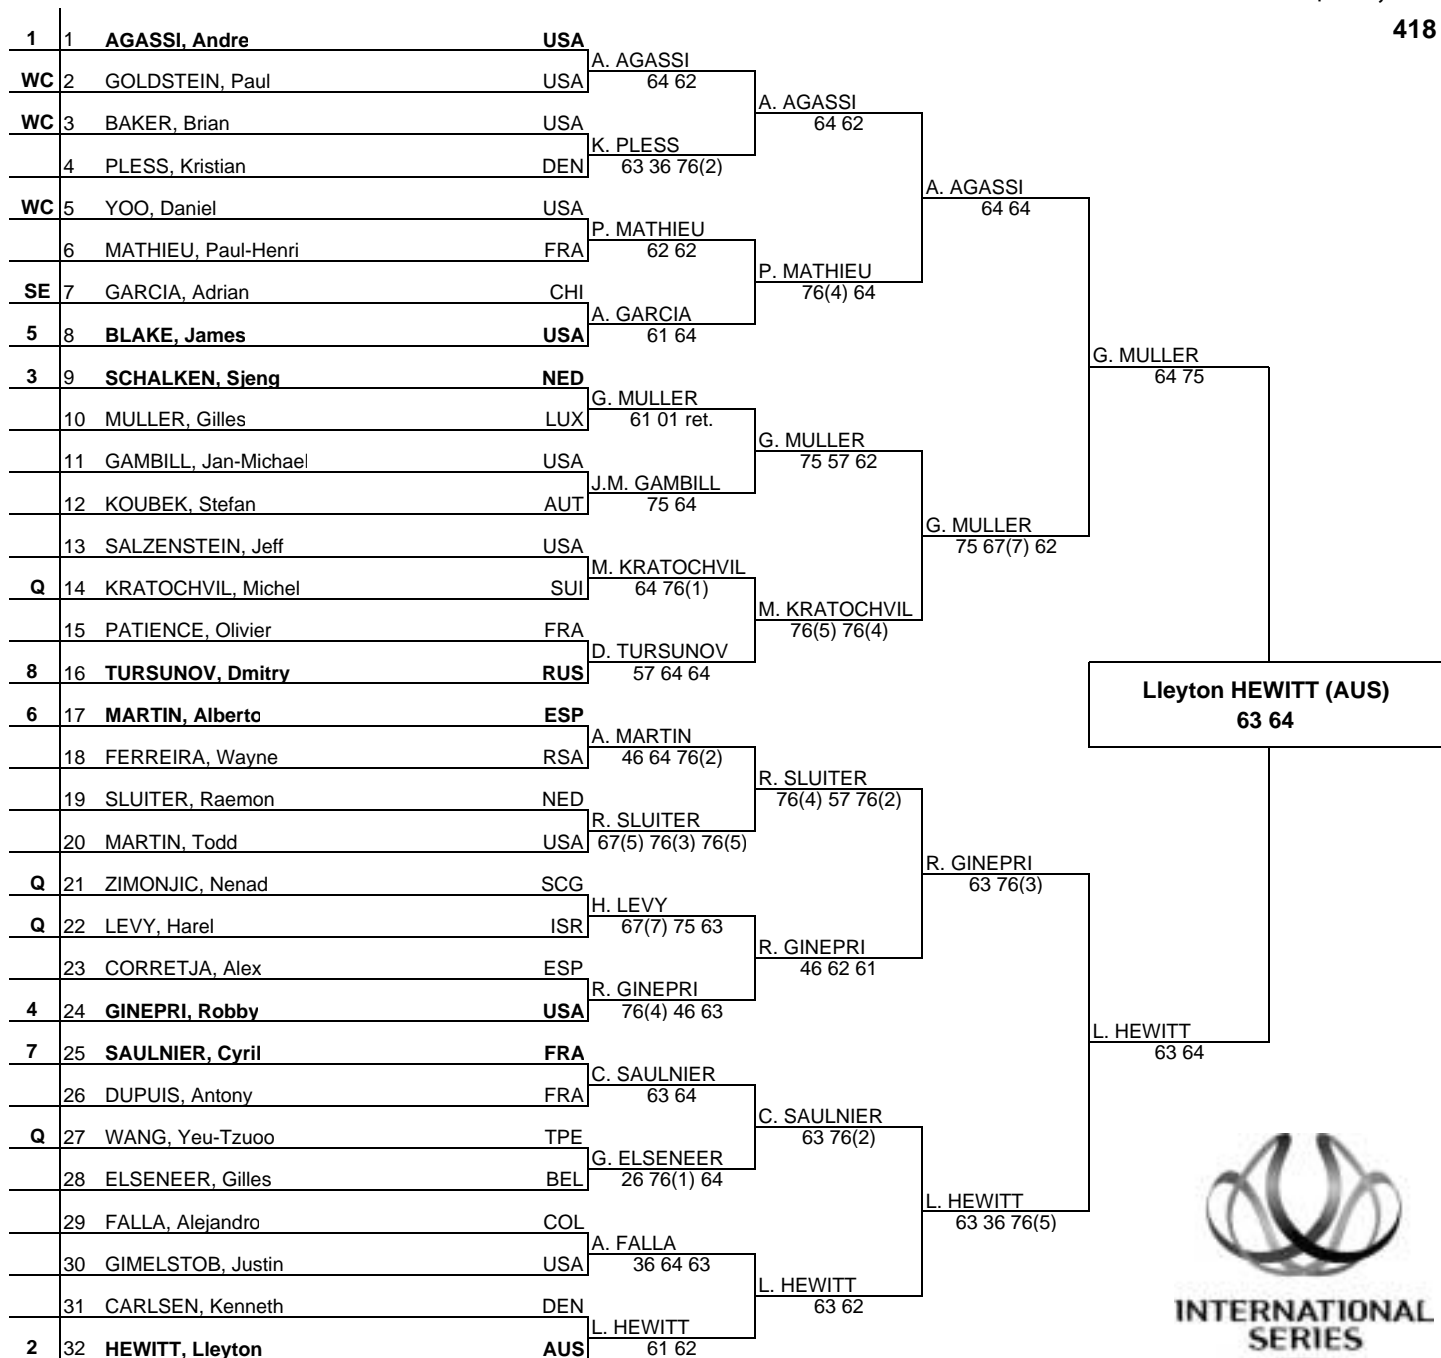 418
1 1 AGASSI, Andre USA
WC 2 GOLDSTEIN, Paul USA
WC 3 BAKER, Brian USA
4 PLESS, Kristian DEN
WC 5 YOO, Daniel USA
6 MATHIEU, Paul-Henri FRA
SE 7 GARCIA, Adrian CHI
5 8 BLAKE, James USA
3 9 SCHALKEN, Sjeng NED
10 MULLER, Gilles LUX
11 GAMBILL, Jan-Michael USA
12 KOUBEK, Stefan AUT
13 SALZENSTEIN, Jeff USA
Q 14 KRATOCHVIL, Michel SUI
15 PATIENCE, Olivier FRA
8 16 TURSUNOV, Dmitry RUS
6 17 MARTIN, Alberto ESP
18 FERREIRA, Wayne RSA
19 SLUITER, Raemon NED
20 MARTIN, Todd USA
Q 21 ZIMONJIC, Nenad SCG
Q 22 LEVY, Harel ISR
23 CORRETJA, Alex ESP
4 24 GINEPRI, Robby USA
7 25 SAULNIER, Cyril FRA
26 DUPUIS, Antony FRA
Q 27 WANG, Yeu-Tzuoo TPE
28 ELSENEER, Gilles BEL
29 FALLA, Alejandro COL
30 GIMELSTOB, Justin USA
31 CARLSEN, Kenneth DEN
2 32 HEWITT, Lleyton AUS
A. AGASSI
64 62
K. PLESS
63 36 76(2)
P. MATHIEU
62 62
A. GARCIA
61 64
G. MULLER
61 01 ret.
J.M. GAMBILL
75 64
M. KRATOCHVIL
64 76(1)
D. TURSUNOV
57 64 64
A. MARTIN
46 64 76(2)
R. SLUITER
67(5) 76(3) 76(5)
H. LEVY
67(7) 75 63
R. GINEPRI
76(4) 46 63
C. SAULNIER
63 64
G. ELSENEER
26 76(1) 64
A. FALLA
36 64 63
L. HEWITT
61 62
A. AGASSI
64 62
P. MATHIEU
76(4) 64
G. MULLER
75 57 62
M. KRATOCHVIL
76(5) 76(4)
R. SLUITER
76(4) 57 76(2)
R. GINEPRI
46 62 61
C. SAULNIER
63 76(2)
L. HEWITT
63 62
A. AGASSI
64 64
G. MULLER
75 67(7) 62
R. GINEPRI
63 76(3)
L. HEWITT
63 36 76(5)
G. MULLER
64 75
L. HEWITT
63 64
Lleyton HEWITT (AUS)
63 64
INTERNATIONAL
SERIES